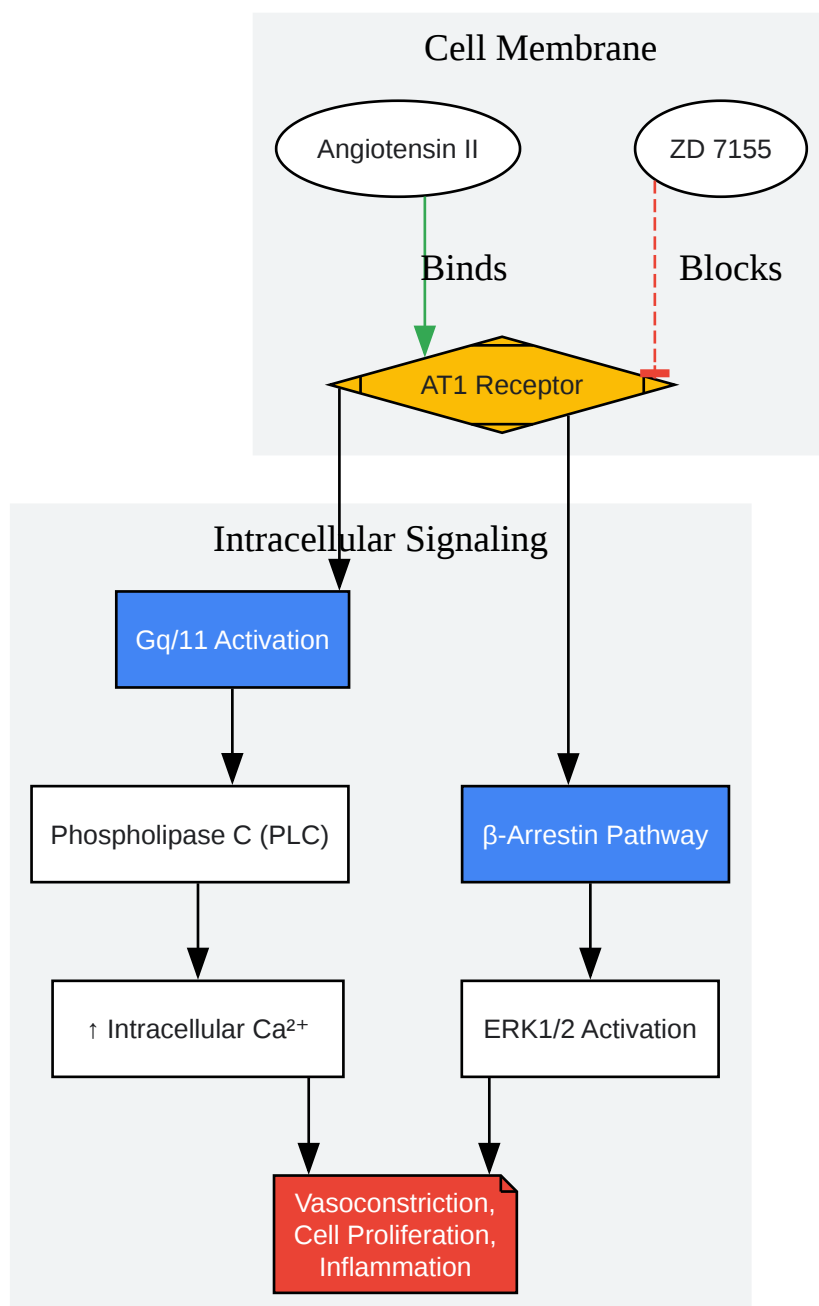 Cell Membrane
Angiotensin II
ZD 7155
Binds
Blocks
AT1 Receptor
Intracellular Signaling
Gq/11 Activation
Phospholipase C (PLC)
β-Arrestin Pathway
↑ Intracellular Ca²⁺
ERK1/2 Activation
Vasoconstriction,
Cell Proliferation,
Inflammation